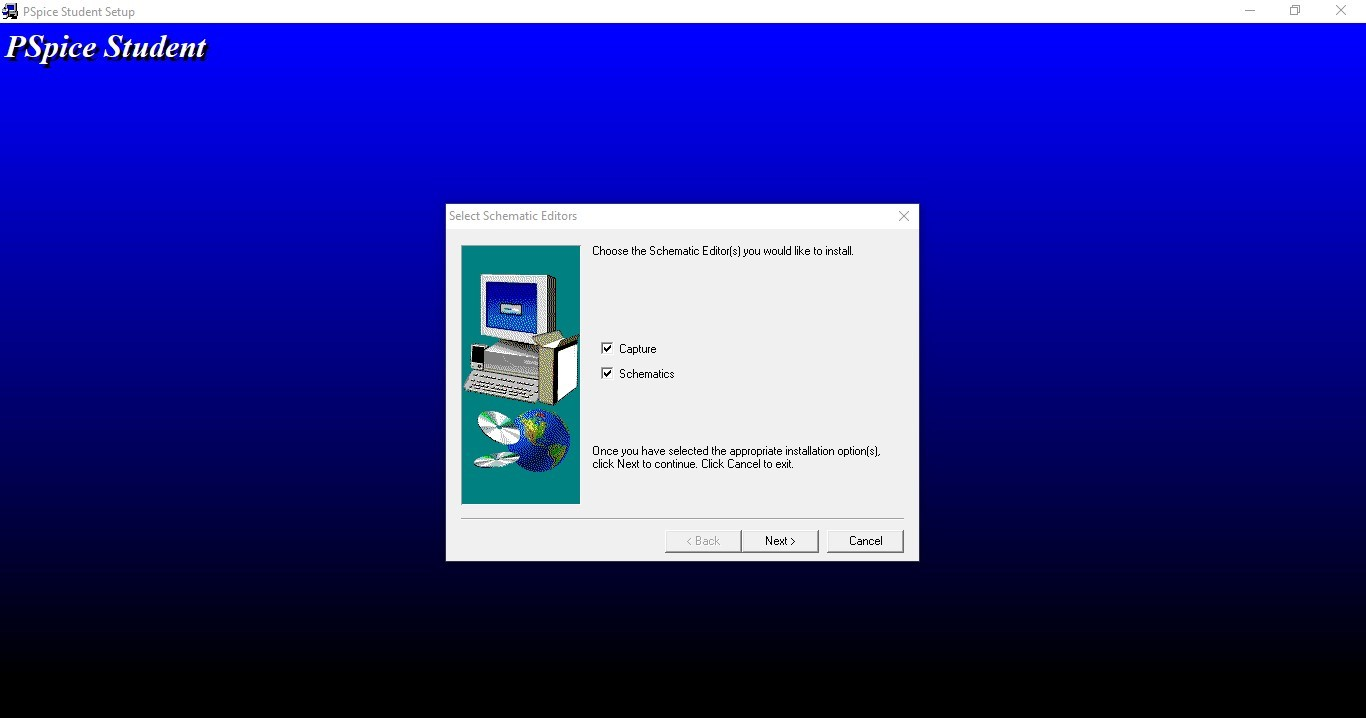 PSpice Student Setup
PSpice Student
Select Schematic Editors
Choose the Schematic Editor(s) you would like to install.
Capture
Schematics
Once you have selected the appropriate installation option(s),
click Next to continue. Click Cancel to exit.
< Back Next > Cancel